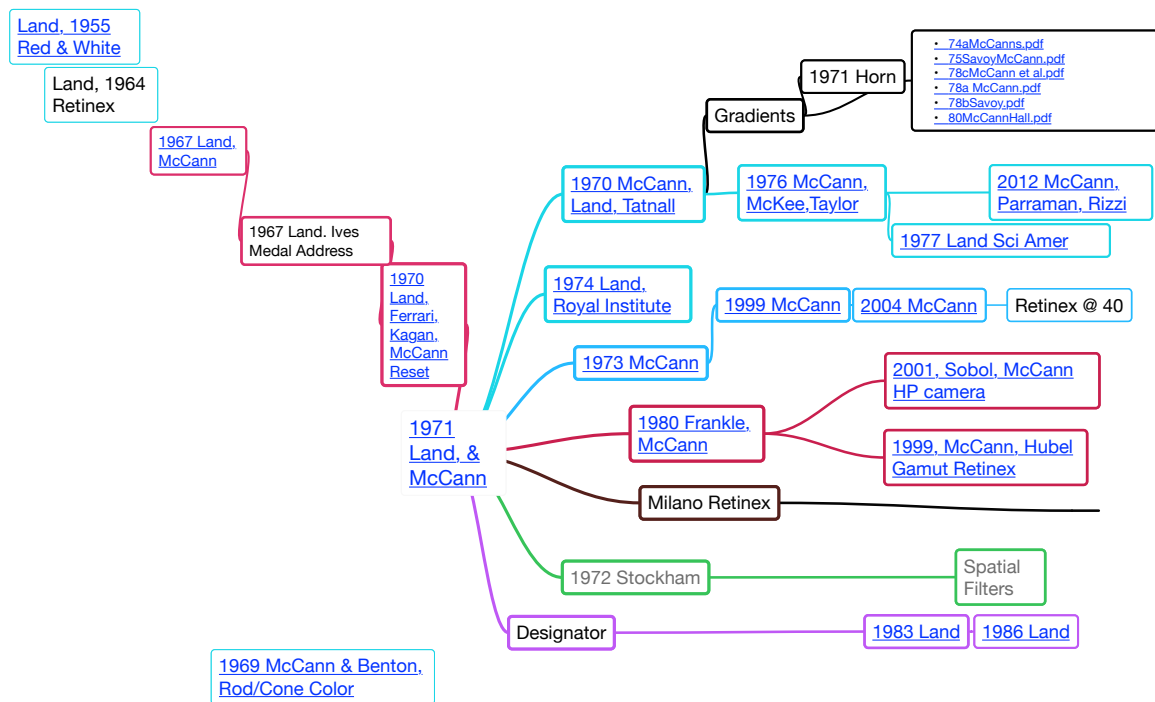 Land, 1955
Red & White
Land, 1964
Retinex
1967 Land,
McCann
1967 Land. Ives
Medal Address
1970
Land,
Ferrari,
Kagan,
McCann
Reset
1971
Land, &
McCann
1970 McCann,
Land, Tatnall
Gradients
1971 Horn
• 74aMcCanns.pdf
• 75SavoyMcCann.pdf
• 78cMcCann et al.pdf
• 78a McCann.pdf
• 78bSavoy.pdf
• 80McCannHall.pdf
1976 McCann,
McKee,Taylor
2012 McCann,
Parraman, Rizzi
1977 Land Sci Amer
1974 Land,
Royal Institute
1973 McCann
1999 McCann
2004 McCann
Retinex @ 40
1980 Frankle,
McCann
2001, Sobol, McCann
HP camera
1999, McCann, Hubel
Gamut Retinex
Milano Retinex
1972 Stockham
Spatial
Filters
Designator
1983 Land
1986 Land
1969 McCann & Benton,
Rod/Cone Color